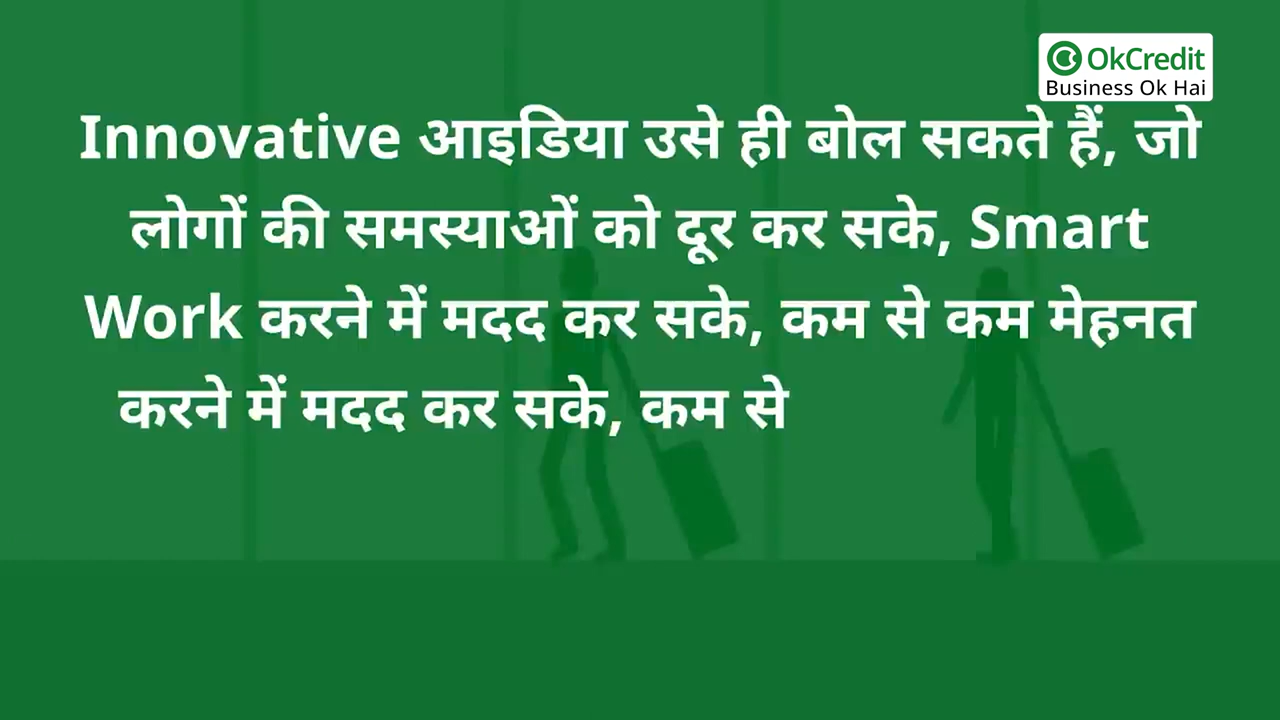 OkCredit
Business Ok Hai
Innovative आइडिया उसे ही बोल सकते हैं, जो
लोगों की समस्याओं को दूर कर सके, Smart
Work करने में मदद कर सके, कम से कम मेहनत
करने में मदद कर सके, कम से